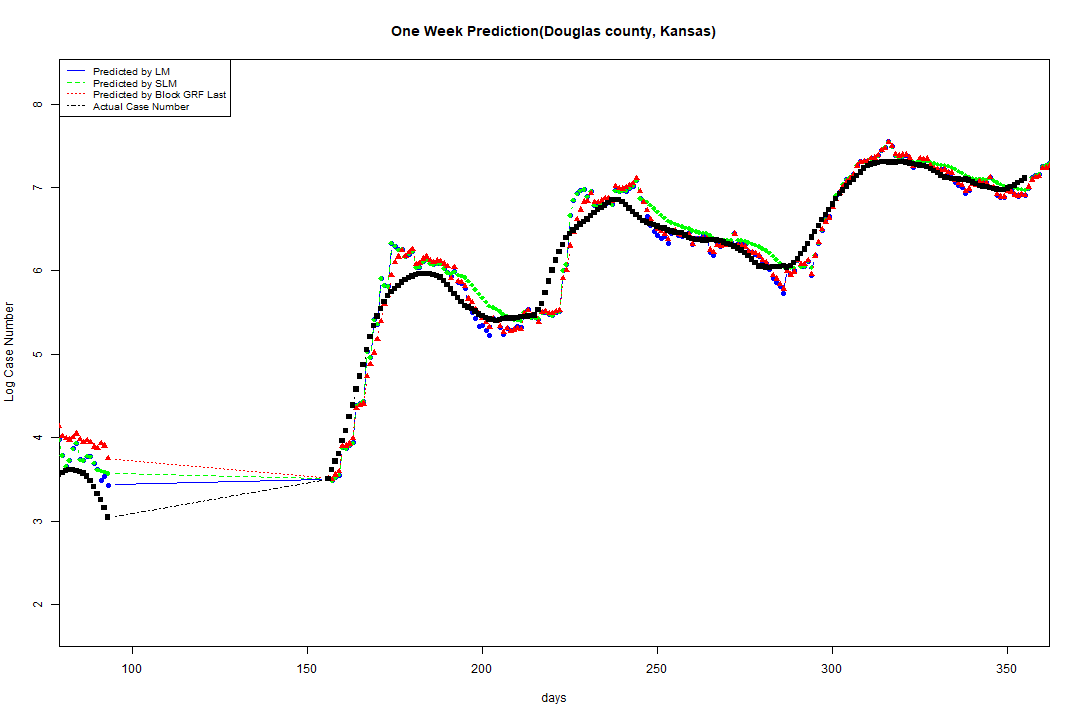 One Week Prediction(Douglas county, Kansas)
Predicted by LM
Predicted by SLM
Predicted by Block GRF Last
Actual Case Number
8
7
6
5
4
3
2
Log Case Number
100 150 200 250 300 350
days